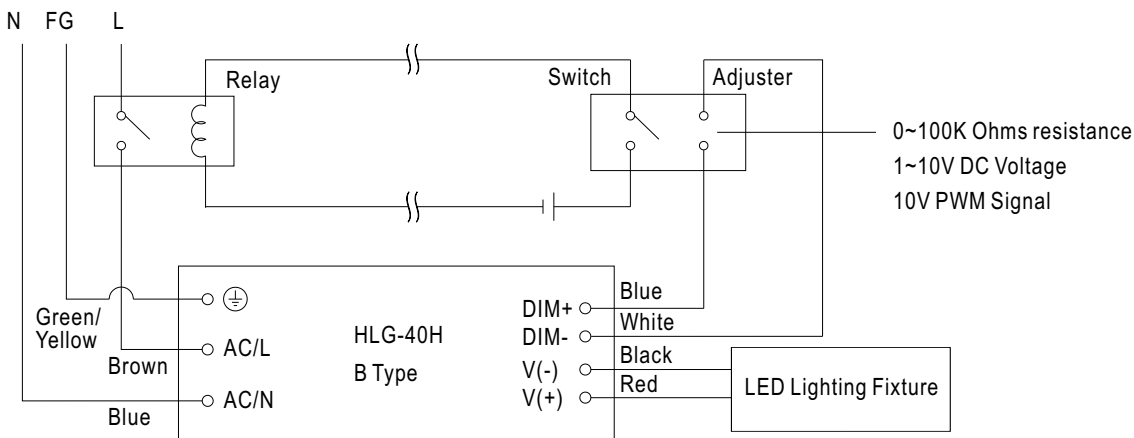 N FG L
Relay
Switch
Adjuster
0~100K Ohms resistance
1~10V DC Voltage
10V PWM Signal
Green/
Yellow
Brown
AC/L
Blue
AC/N
HLG-40H
B Type
DIM+
Blue
DIM-
White
V(-)
Black
V(+)
Red
LED Lighting Fixture